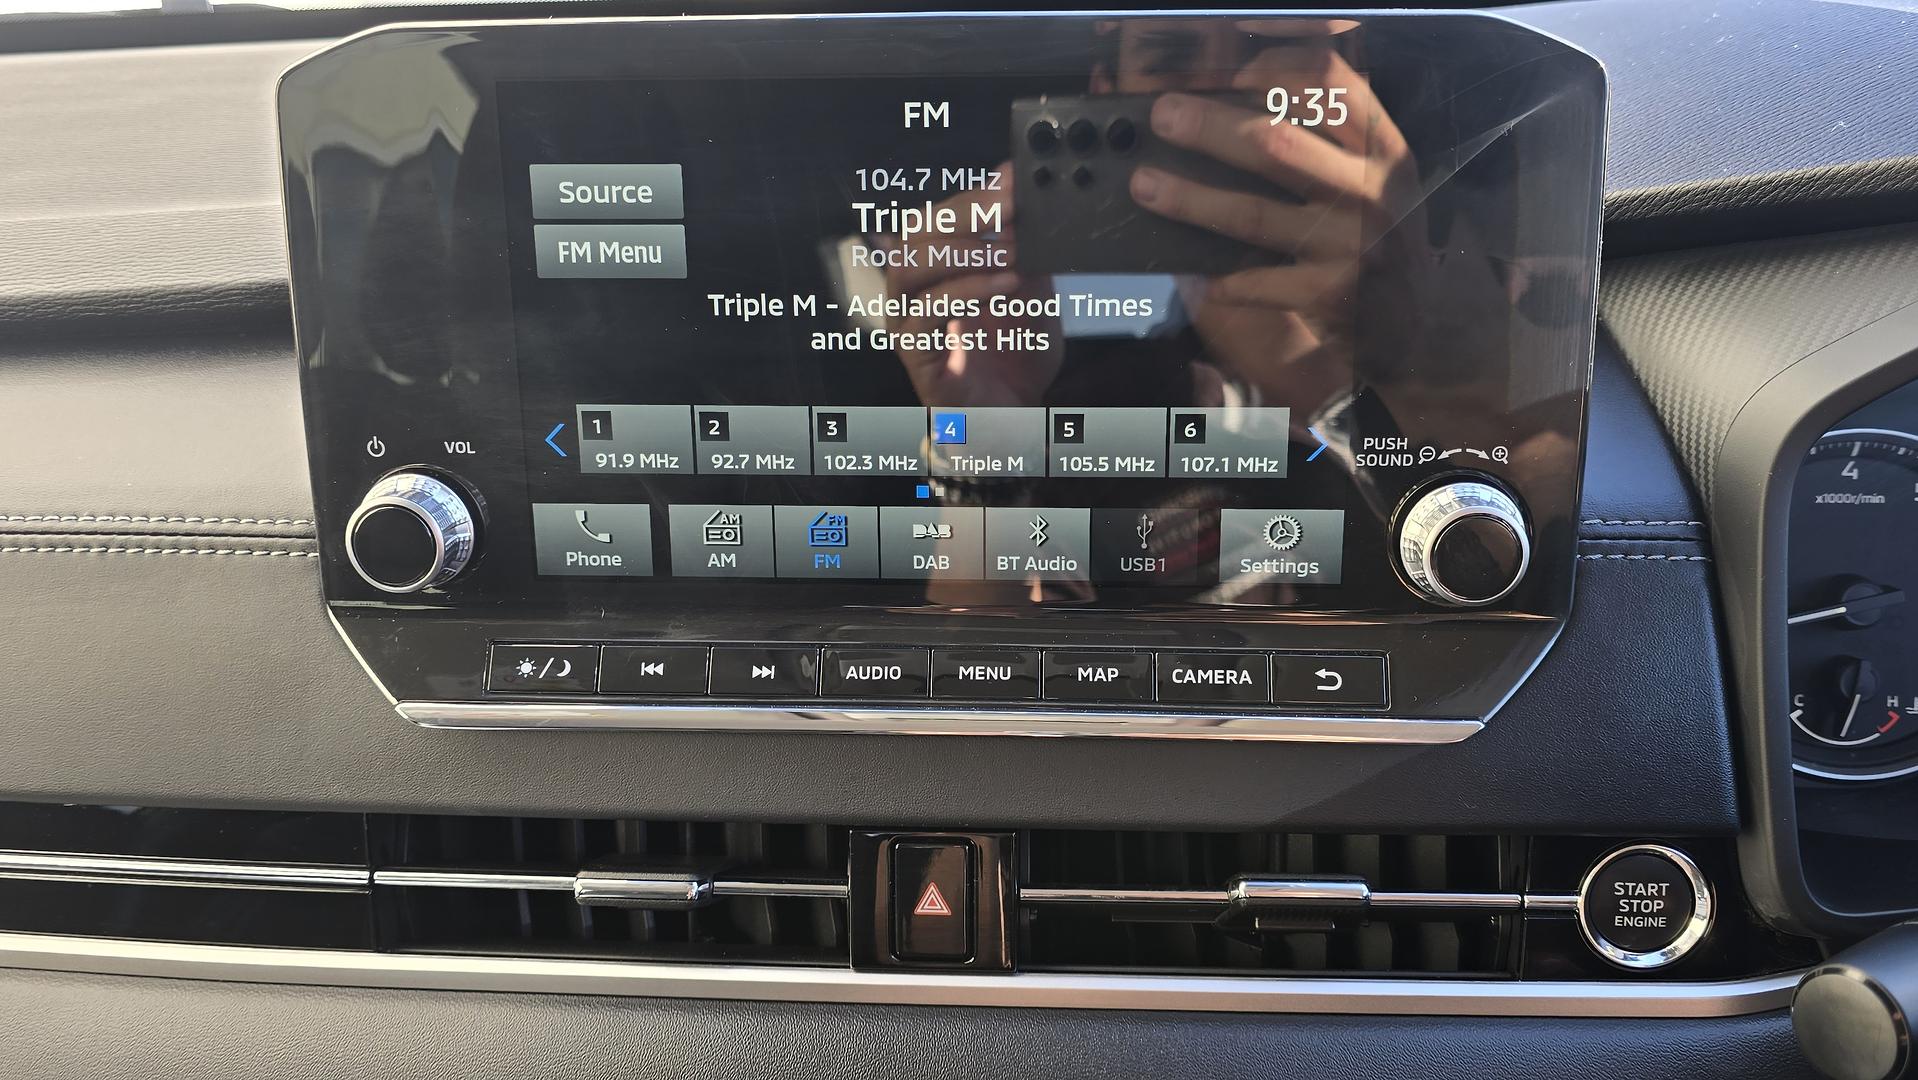 FM
9:35
Source
104.7 MHz
Triple M
FM Menu
Rock Music
Triple M - Adelaides Good Times
and Greatest Hits
1
91.9 MHz
2
92.7 MHz
3
102.3 MHz
4
Triple M
5
105.5 MHz
6
107.1 MHz
VOL
PUSH
SOUND
Phone
AM
AM
FM
FM
DAB
DAB
BT Audio
USB1
Settings
AUDIO
MENU
MAP
CAMERA
4
x1000r/min
C
H
START
STOP
ENGINE